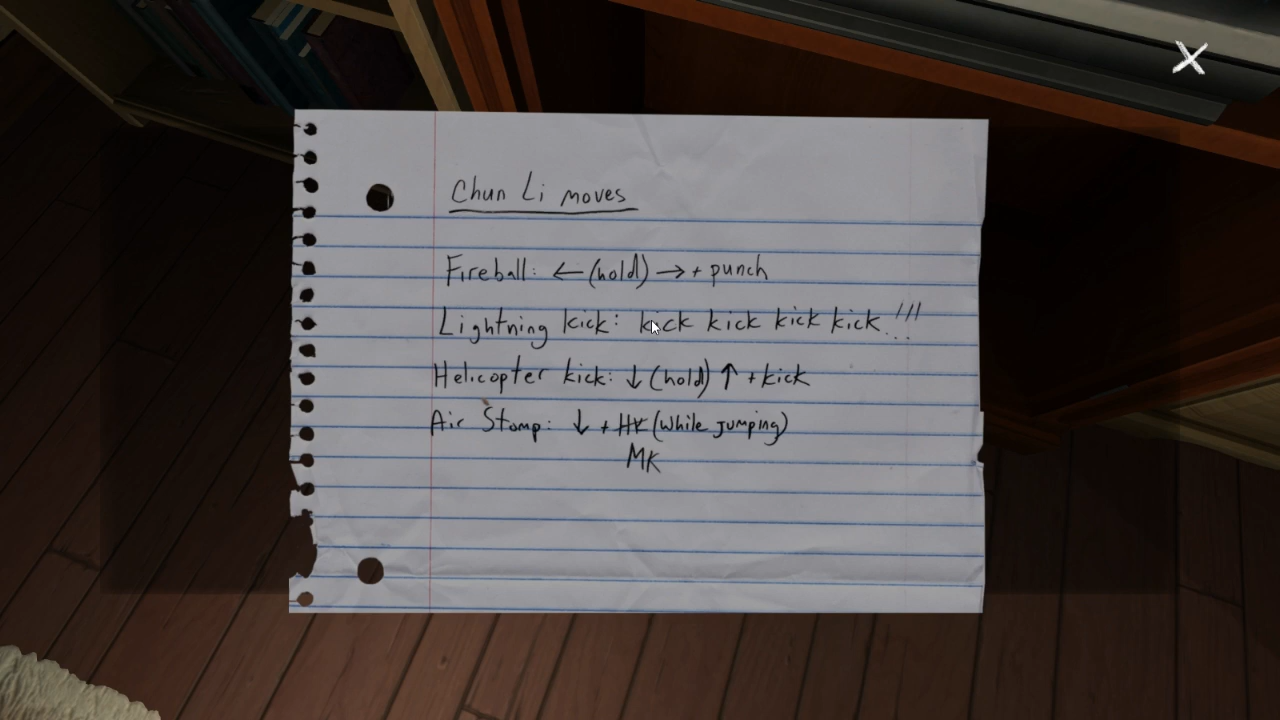 Chun Li moves
Fireball: ← (hold) → + punch
Lightning kick: kick kick kick kick...!!!
Helicopter kick: ↓ (hold) ↑ + kick
Air Stomp: ↓ + HK (while jumping)
MK